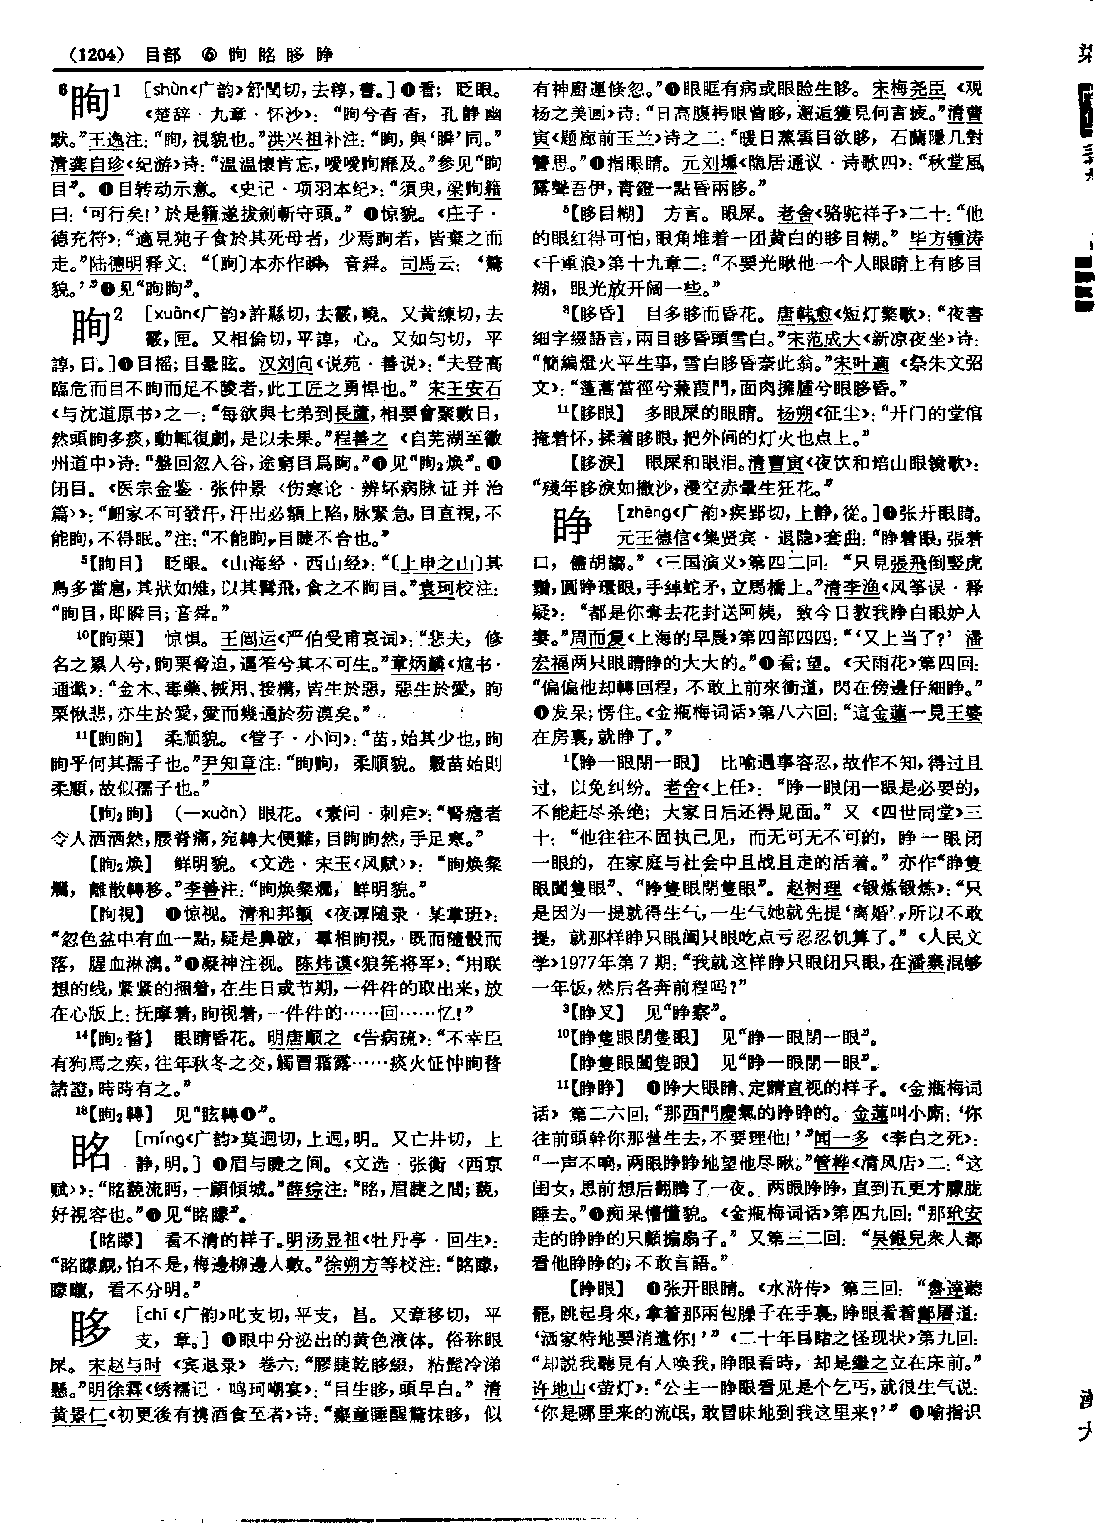 (1204) 目部 ⑥ 眴 眳 眵 睁
6眴1 [shùn<广韵>舒閏切,去稕,書。]❶看; 眨眼。
《楚辞·九章·怀沙》: “眴兮杳杳, 孔静幽
默。”王逸注: “眴, 視貌也。”洪兴祖补注: “眴, 與‘瞬’同。”
清龚自珍《纪游》诗: “温温懷肯忘, 噯噯眴靡及。”参见“眴
目”。 ❷目转动示意。《史记·项羽本纪》: “須臾, 梁眴籍
曰: ‘可行矣!’於是籍遂拔劍斬守頭。” ❸惊貌。《庄子·
德充符》: “適見㹠子食於其死母者, 少焉眴若, 皆棄之而
走。”陆德明释文: “〔眴〕本亦作瞬, 音舜。司馬云: ‘驚
貌。’”❹见“眴眴”。
眴2 [xuàn<广韵>許縣切,去霰,曉。又黄練切,去
霰,匣。又相倫切,平諄, 心。又如匀切, 平
諄,日。]❶目摇; 目暈眩。汉刘向《说苑·善说》: “夫登高
臨危而目不眴而足不陵者, 此工匠之勇悍也。” 宋王安石
《与沈道原书》之一: “每欲與七弟到長蘆, 相要會聚數日,
然頭眴多痰, 動輒復劇, 是以未果。”程善之《自芜湖至徽
州道中》诗: “盤回忽入谷, 途窮目爲眴。”❷见“眴2焕”。❸
闭目。《医宗金鉴·张仲景〈伤寒论·辨坏病脉证并治
篇〉》: “衄家不可發汗, 汗出必額上陷, 脉緊急, 目直視, 不
能眴, 不得眠。”注: “不能眴, 目睫不合也。”
5【眴目】 眨眼。《山海经·西山经》: “〔上申之山〕其
鳥多當扈, 其狀如雉, 以其髯飛, 食之不眴目。”袁珂校注:
“眴目, 即瞬目; 音舜。”
10【眴栗】 惊惧。王闿运《严伯受甫哀词》: “悲夫, 修
名之累人兮, 眴栗脅迫, 逼笮兮其不可生。”章炳麟《訄书·
通谶》: “金木、毒藥、械用、接構, 皆生於惡, 惡生於愛, 眴
栗愀悲, 亦生於愛, 愛而幾通於芴漠矣。”
11【眴眴】 柔顺貌。《管子·小问》: “苗, 始其少也, 眴
眴乎何其孺子也。”尹知章注: “眴眴, 柔順貌。穀苗始則
柔順, 故似孺子也。”
【眴2眴】 (—xuàn) 眼花。《素问·刺疟》: “腎瘧者
令人洒洒然, 腰脊痛, 宛轉大便難, 目眴眴然, 手足寒。”
【眴2焕】 鲜明貌。《文选·宋玉〈风赋〉》: “眴焕粲
爛, 離散轉移。”李善注: “眴焕粲爛, 鮮明貌。”
【眴視】 ❶惊视。清和邦额《夜谭随录·某掌班》:
“忽色盆中有血一點, 疑是鼻破, 羣相眴視, 既而隨骰而
落, 腥血淋漓。”❷凝神注视。陈炜谟《狼筅将军》: “用联
想的线, 紧紧的捆着, 在生日或节期, 一件件的取出来, 放
在心版上: 抚摩着, 眴视着, 一件件的……回……忆!”
14【眴2瞀】 眼睛昏花。明唐顺之《告病疏》: “不幸臣
有狗馬之疾, 往年秋冬之交, 觸冒霜露……痰火怔忡眴瞀
諸證, 時時有之。”
18【眴2轉】 见“眩轉❶”。
眳 [mǐng<广韵>莫迥切,上迥,明。又亡井切, 上
静,明。] ❶眉与睫之间。《文选·张衡〈西京
赋〉》: “眳藐流眄, 一顧傾城。”薛综注: “眳, 眉睫之間; 藐,
好視容也。”❷见“眳矇”。
【眳矇】 看不清的样子。明汤显祖《牡丹亭·回生》:
“眳矇覷, 怕不是, 梅邊柳邊人數。”徐朔方等校注: “眳矇,
矇矓, 看不分明。”
眵 [chī<广韵>叱支切,平支, 昌。又章移切, 平
支, 章。] ❶眼中分泌出的黄色液体。俗称眼
屎。宋赵与时《宾退录》卷六: “膠睫乾眵綴, 粘髭冷涕
懸。”明徐霖《绣襦记·鸣珂嘲宴》: “目生眵, 頭早白。” 清
黄景仁《初更後有携酒食至者》诗: “癡童睡醒驚抹眵, 似
有神厨運倏忽。”❷眼眶有病或眼睑生眵。宋梅尧臣《观
杨之美画》诗: “日高腹枵眼眥眵, 邂逅獲見何言疲。”清曹
寅《题廊前玉兰》诗之二: “暖日蒸雲目欲眵, 石蘭隱几對
警思。”❸指眼睛。元刘壎《隐居通议·诗歌四》: “秋堂風
露聲吾伊, 青鐙一點昏兩眵。”
5【眵目糊】 方言。眼屎。老舍《骆驼祥子》二十: “他
的眼红得可怕, 眼角堆着一团黄白的眵目糊。” 毕方锺涛
《千重浪》第十九章二: “不要光瞅他一个人眼睛上有眵目
糊, 眼光放开阔一些。”
8【眵昏】 目多眵而昏花。唐韩愈《短灯檠歌》: “夜書
细字綴語言, 兩目眵昏頭雪白。”宋范成大《新凉夜坐》诗:
“簡編燈火平生事, 雪白眵昏奈此翁。”宋叶適《祭朱文昭
文》: “蓬蒿當徑兮蒹葭門, 面肉擁腫兮眼眵昏。”
11【眵眼】 多眼屎的眼睛。杨朔《征尘》: “开门的堂倌
掩着怀, 揉着眵眼, 把外间的灯火也点上。”
【眵淚】 眼屎和眼泪。清曹寅《夜饮和培山眼镜歌》:
“殘年眵淚如撒沙, 漫空赤暈生狂花。”
睁 [zhēng<广韵>疾郢切,上静,從。]❶张开眼睛。
元王德信《集贤宾·退隐》套曲: “睁着眼, 張着
口, 儘胡謅。”《三国演义》第四二回: “只見張飛倒豎虎
鬚, 圓睁環眼, 手綽蛇矛, 立馬橋上。”清李渔《风筝误·释
疑》: “都是你奪去花封送阿姨, 致今日教我睁白眼妒人
妻。”周而复《上海的早晨》第四部四四: “‘又上当了?’ 潘
宏福两只眼睛睁的大大的。”❷看; 望。《天雨花》第四回:
“偏偏他却轉回程, 不敢上前來衝道, 閃在傍邊仔細睁。”
❸发呆; 愣住。《金瓶梅词话》第八六回: “這金蓮一見王婆
在房裏, 就睁了。”
1【睁一眼閉一眼】 比喻遇事容忍, 故作不知, 得过且
过, 以免纠纷。老舍《上任》: “睁一眼闭一眼是必要的,
不能赶尽杀绝; 大家日后还得见面。” 又《四世同堂》三
十: “他往往不固执己见, 而无可无不可的, 睁一眼闭
一眼的, 在家庭与社会中且战且走的活着。” 亦作“睁隻
眼闔隻眼”、“睁隻眼閉隻眼”。赵树理《锻炼锻炼》: “只
是因为一提就得生气, 一生气她就先提‘离婚’, 所以不敢
提, 就那样睁只眼阖只眼吃点亏忍忍饥算了。”《人民文
学》1977年第7期: “我就这样睁只眼闭只眼, 在潘寨混够
一年饭, 然后各奔前程吗?”
3【睁叉】 见“睁察”。
10【睁隻眼閉隻眼】 见“睁一眼閉一眼”。
【睁隻眼闔隻眼】 见“睁一眼閉一眼”。
11【睁睁】 ❶睁大眼睛、定睛直视的样子。《金瓶梅词
话》第二六回: “那西門慶氣的睁睁的。金蓮叫小廝: ‘你
往前頭幹你那營生去, 不要理他!’”闻一多《李白之死》:
“一声不响, 两眼睁睁地望他尽瞅。”管桦《清风店》二: “这
闺女, 思前想后翻腾了一夜。两眼睁睁, 直到五更才朦胧
睡去。”❷痴呆懵懂貌。《金瓶梅词话》第四九回: “那玳安
走的睁睁的只顧搧扇子。” 又第三二回: “吴銀兒衆人都
看他睁睁的, 不敢言語。”
【睁眼】 ❶张开眼睛。《水浒传》第三回: “魯達聽
罷, 跳起身來, 拿着那兩包臊子在手裏, 睁眼看着鄭屠道:
‘洒家特地要消遣你!’”《二十年目睹之怪现状》第九回:
“却説我聽見有人唤我, 睁眼看時, 却是繼之立在床前。”
许地山《萤灯》: “公主一睁眼看见是个乞丐, 就很生气说:
‘你是哪里来的流氓, 敢冒昧地到我这里来?’” ❷喻指识